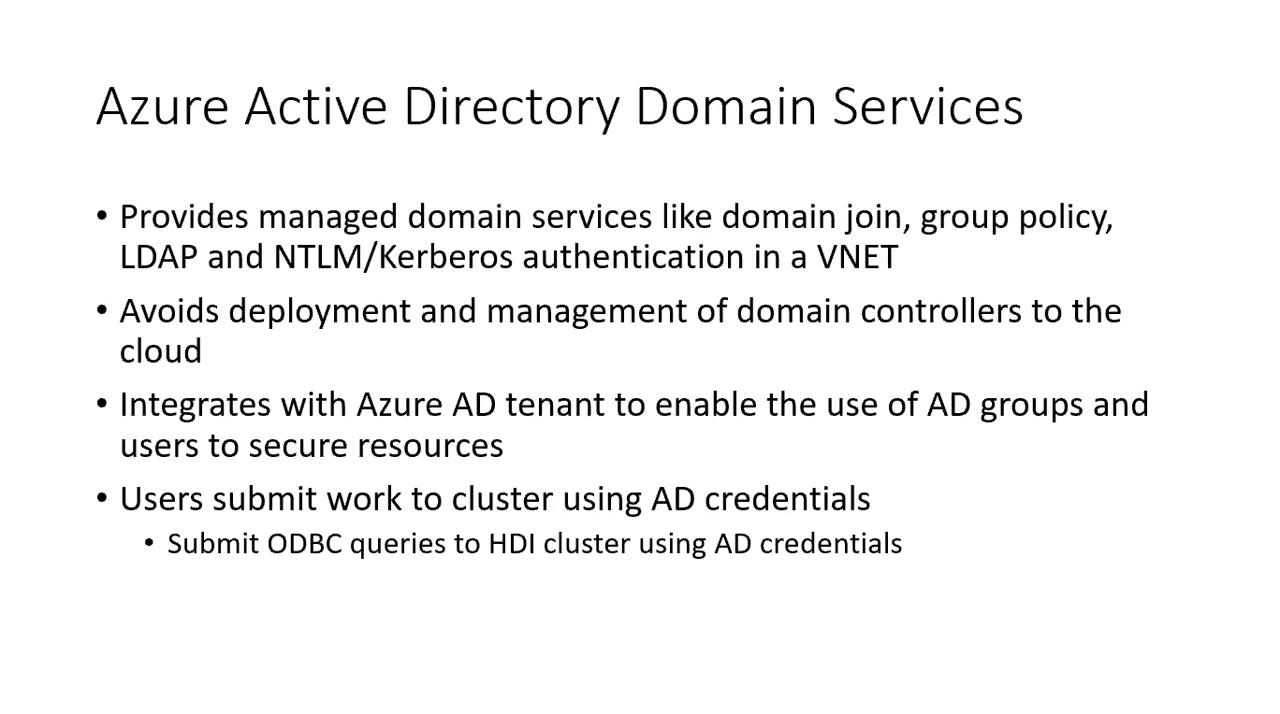 Azure Active Directory Domain Services
• Provides managed domain services like domain join, group policy,
LDAP and NTLM/Kerberos authentication in a VNET
• Avoids deployment and management of domain controllers to the
cloud
• Integrates with Azure AD tenant to enable the use of AD groups and
users to secure resources
• Users submit work to cluster using AD credentials
• Submit ODBC queries to HDI cluster using AD credentials